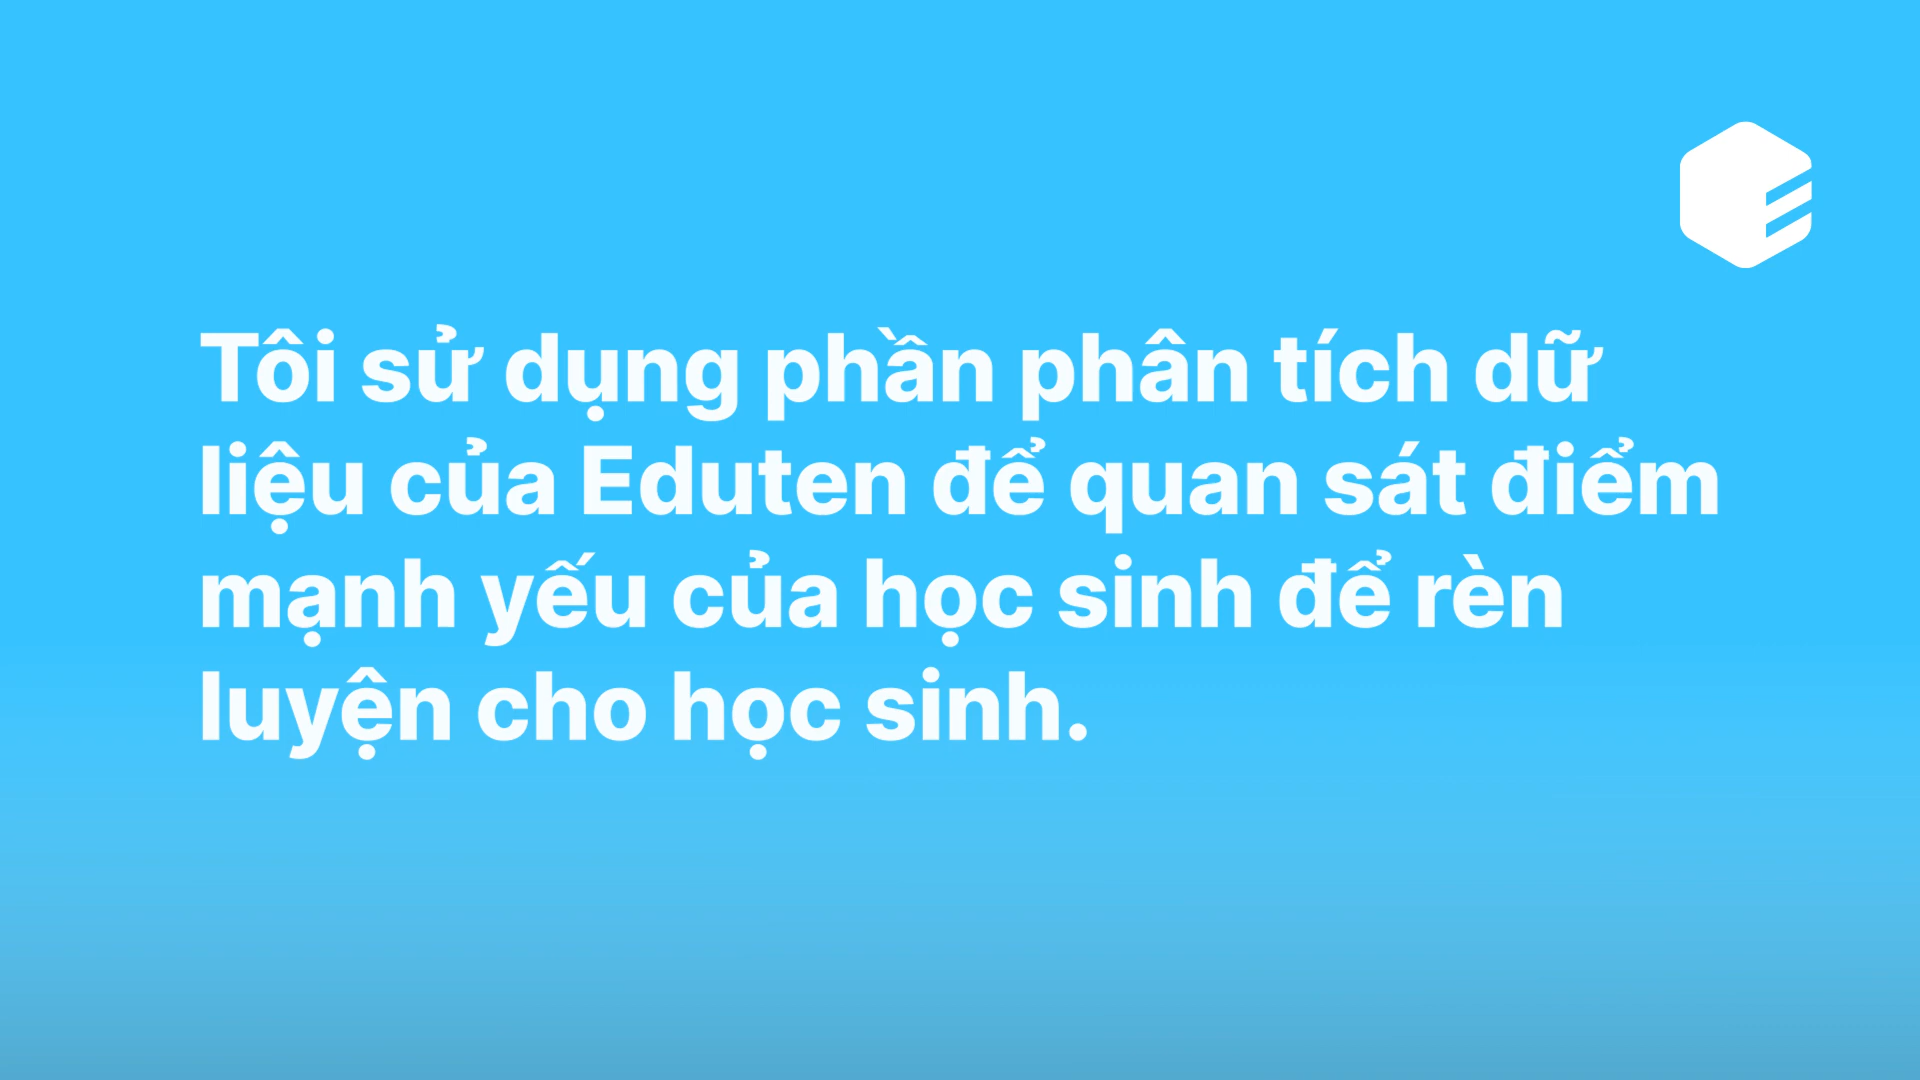 Tôi sử dụng phần phân tích dữ
liệu của Eduten để quan sát điểm
mạnh yếu của học sinh để rèn
luyện cho học sinh.